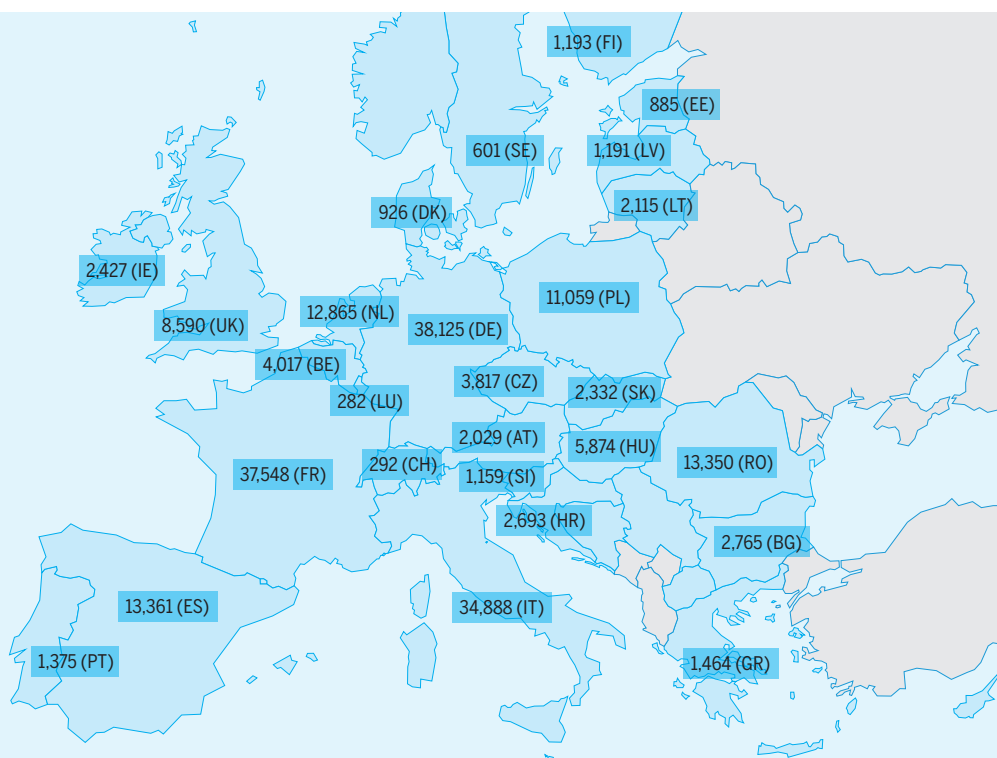 1,193 (FI)
885 (EE)
601 (SE)
1,191 (LV)
2,115 (LT)
926 (DK)
2,427 (IE)
11,059 (PL)
12,865 (NL)
8,590 (UK)
38,125 (DE)
4,017 (BE)
3,817 (CZ)
2,332 (SK)
282 (LU)
2,029 (AT)
5,874 (HU)
292 (CH)
13,350 (RO)
37,548 (FR)
1,159 (SI)
2,693 (HR)
2,765 (BG)
13,361 (ES)
34,888 (IT)
1,375 (PT)
1,464 (GR)